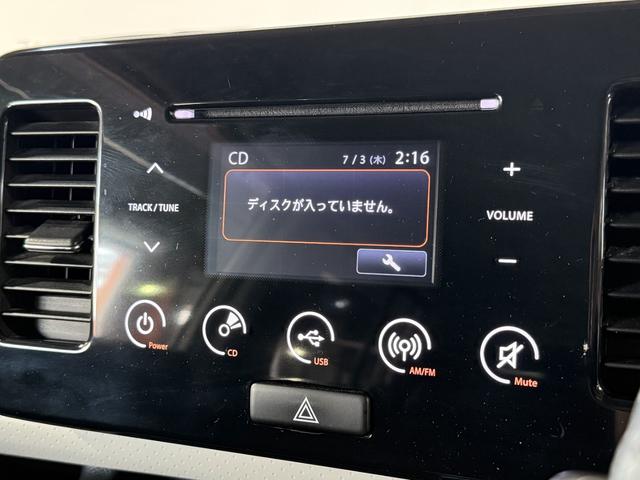 CD 7/3(木) 2:16
ディスクが入っていません。
TRACK/TUNE
+
VOLUME
-
Power
CD
USB
AM/FM
Mute